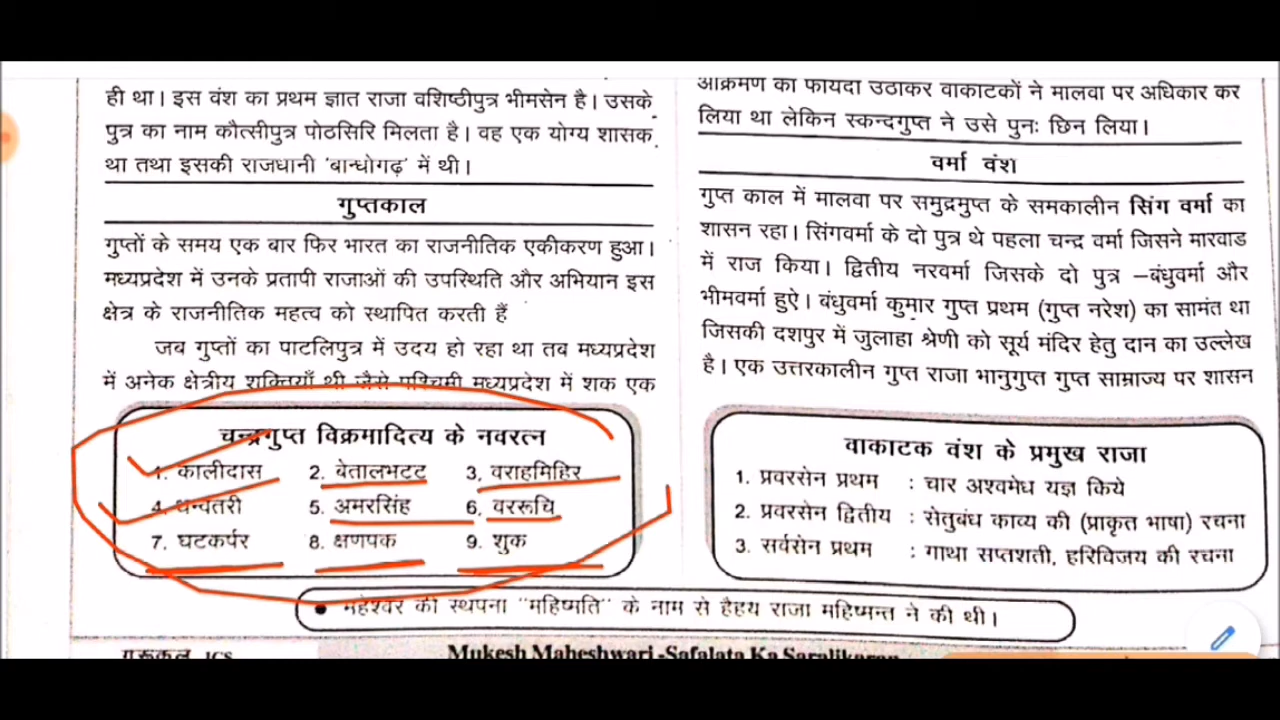 ही था। इस वंश का प्रथम ज्ञात राजा वशिष्ठीपुत्र भीमसेन है। उसके
पुत्र का नाम कौत्सीपुत्र पोठसिरि मिलता है। वह एक योग्य शासक
था तथा इसकी राजधानी 'बान्धोगढ़' में थी।
गुप्तकाल
गुप्तों के समय एक बार फिर भारत का राजनीतिक एकीकरण हुआ।
मध्यप्रदेश में उनके प्रतापी राजाओं की उपस्थिति और अभियान इस
क्षेत्र के राजनीतिक महत्व को स्थापित करती हैं
जब गुप्तों का पाटलिपुत्र में उदय हो रहा था तब मध्यप्रदेश
में अनेक क्षेत्रीय शक्तियाँ थी जैसे पश्चिमी मध्यप्रदेश में शक एक
चन्द्रगुप्त विक्रमादित्य के नवरत्न
1. कालीदास 2. बेतालभटट 3, वराहमिहिर
4. धन्वतरी 5. अमरसिंह 6. वररूचि
7. घटकर्पर 8. क्षणपक 9. शुक
आक्रमण का फायदा उठाकर वाकाटकों ने मालवा पर अधिकार कर
लिया था लेकिन स्कन्दगुप्त ने उसे पुनः छिन लिया।
वर्मा वंश
गुप्त काल में मालवा पर समुद्रमुप्त के समकालीन सिंग वर्मा का
शासन रहा। सिंगवर्मा के दो पुत्र थे पहला चन्द्र वर्मा जिसने मारवाड
में राज किया। द्वितीय नरवर्मा जिसके दो पुत्र –बंधुवर्मा और
भीमवर्मा हुऐ। बंधुवर्मा कुमार गुप्त प्रथम (गुप्त नरेश) का सामंत था
जिसकी दशपुर में जुलाहा श्रेणी को सूर्य मंदिर हेतु दान का उल्लेख
है। एक उत्तरकालीन गुप्त राजा भानुगुप्त गुप्त साम्राज्य पर शासन
वाकाटक वंश के प्रमुख राजा
1. प्रवरसेन प्रथम : चार अश्वमेध यज्ञ किये
2. प्रवरसेन द्वितीय : सेतुबंध काव्य की (प्राकृत भाषा) रचना
3. सर्वसेन प्रथम : गाथा सप्तशती, हरिविजय की रचना
• महेश्वर की स्थपना "महिष्मति" के नाम से हैहय राजा महिष्मन्त ने की थी।
गुरूकुल ICS Mukesh Maheshwari -Safalata Ka Saralikaran